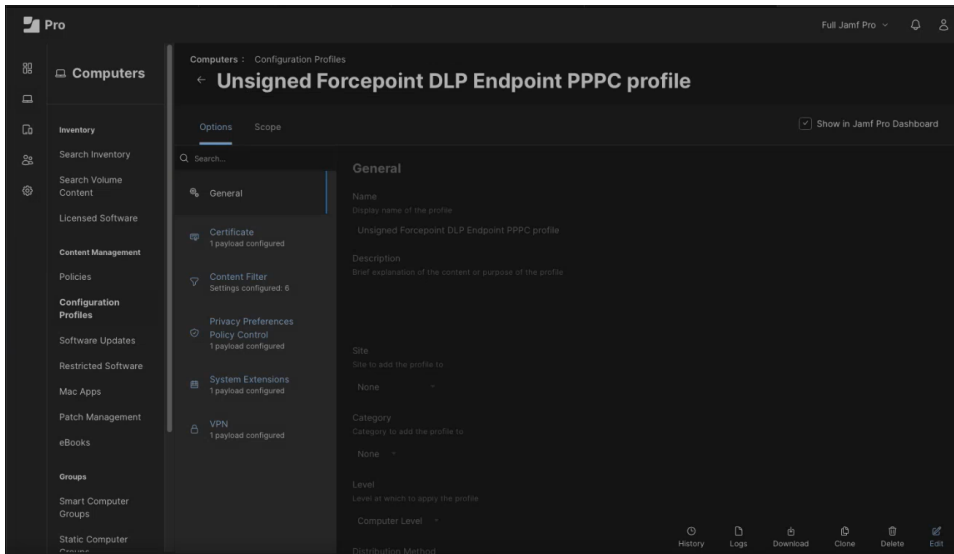 Pro
Full Jamf Pro
Computers
Inventory
Search Inventory
Search Volume
Content
Licensed Software
Content Management
Policies
Configuration
Profiles
Software Updates
Restricted Software
Mac Apps
Patch Management
eBooks
Groups
Smart Computer
Groups
Static Computer
Groups
Computers : Configuration Profiles
Unsigned Forcepoint DLP Endpoint PPPC profile
Options Scope
Show in Jamf Pro Dashboard
Search...
General
Certificate
1 payload configured
Content Filter
Settings configured: 6
Privacy Preferences
Policy Control
1 payload configured
System Extensions
1 payload configured
VPN
1 payload configured
General
Name
Display name of the profile
Unsigned Forcepoint DLP Endpoint PPPC profile
Description
Brief explanation of the content or purpose of the profile
Site
Site to add the profile to
None
Category
Category to add the profile to
None
Level
Level at which to apply the profile
Computer Level
Distribution Method
History Logs Download Clone Delete Edit